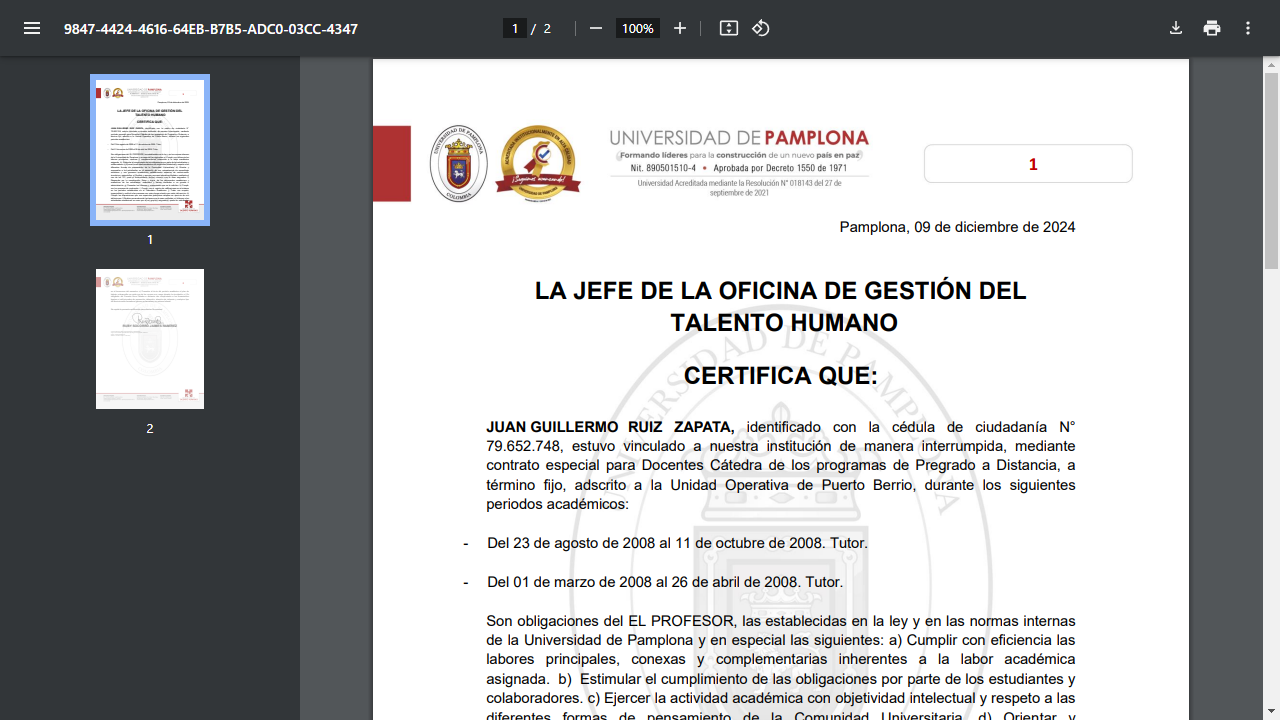 9847-4424-4616-64EB-B7B5-ADC0-03CC-4347
1 / 2
100%
1
2
UNIVERSIDAD DE PAMPLONA
COLOMBIA
UNIVERSIDAD DE PAMPLONA
Formando líderes para la construcción de un nuevo país en paz
Nit. 890501510-4 • Aprobada por Decreto 1550 de 1971
Universidad Acreditada mediante la Resolución N° 018143 del 27 de
septiembre de 2021
1
Pamplona, 09 de diciembre de 2024
LA JEFE DE LA OFICINA DE GESTIÓN DEL
TALENTO HUMANO
CERTIFICA QUE:
JUAN GUILLERMO RUIZ ZAPATA, identificado con la cédula de ciudadanía N°
79.652.748, estuvo vinculado a nuestra institución de manera interrumpida, mediante
contrato especial para Docentes Cátedra de los programas de Pregrado a Distancia, a
término fijo, adscrito a la Unidad Operativa de Puerto Berrio, durante los siguientes
periodos académicos:
- Del 23 de agosto de 2008 al 11 de octubre de 2008. Tutor.
- Del 01 de marzo de 2008 al 26 de abril de 2008. Tutor.
Son obligaciones del EL PROFESOR, las establecidas en la ley y en las normas internas
de la Universidad de Pamplona y en especial las siguientes: a) Cumplir con eficiencia las
labores principales, conexas y complementarias inherentes a la labor académica
asignada. b) Estimular el cumplimiento de las obligaciones por parte de los estudiantes y
colaboradores. c) Ejercer la actividad académica con objetividad intelectual y respeto a las
diferentes formas de pensamiento de la Comunidad Universitaria. d) Orientar y
UNIVERSIDAD DE PAMPLONA